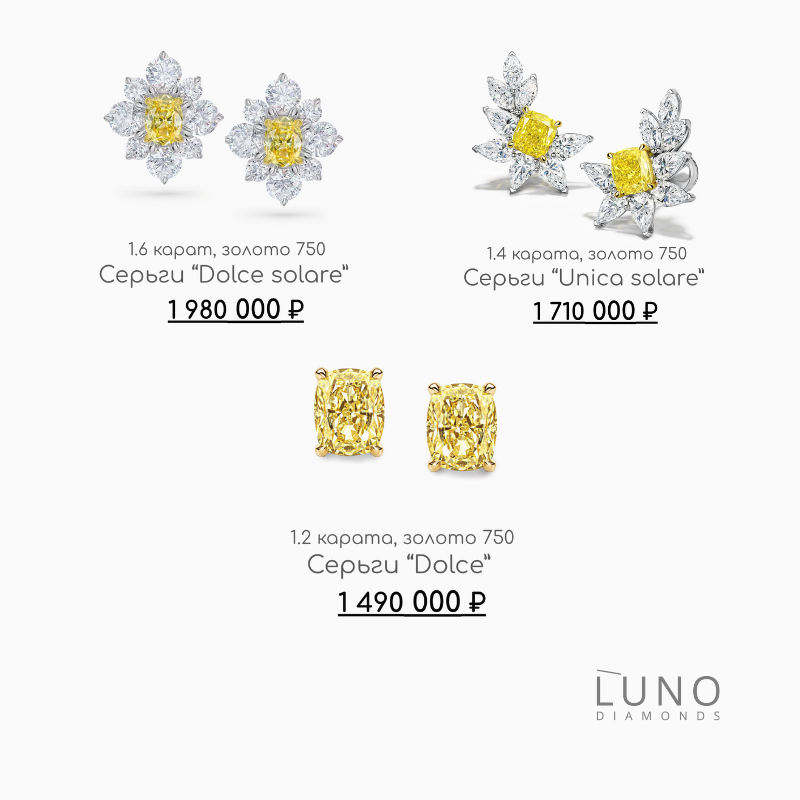 1.6 карат, золото 750
Серьги “Dolce solare”
1 980 000 ₽
1.4 карата, золото 750
Серьги “Unica solare”
1 710 000 ₽
1.2 карата, золото 750
Серьги “Dolce”
1 490 000 ₽
LUNO
DIAMONDS